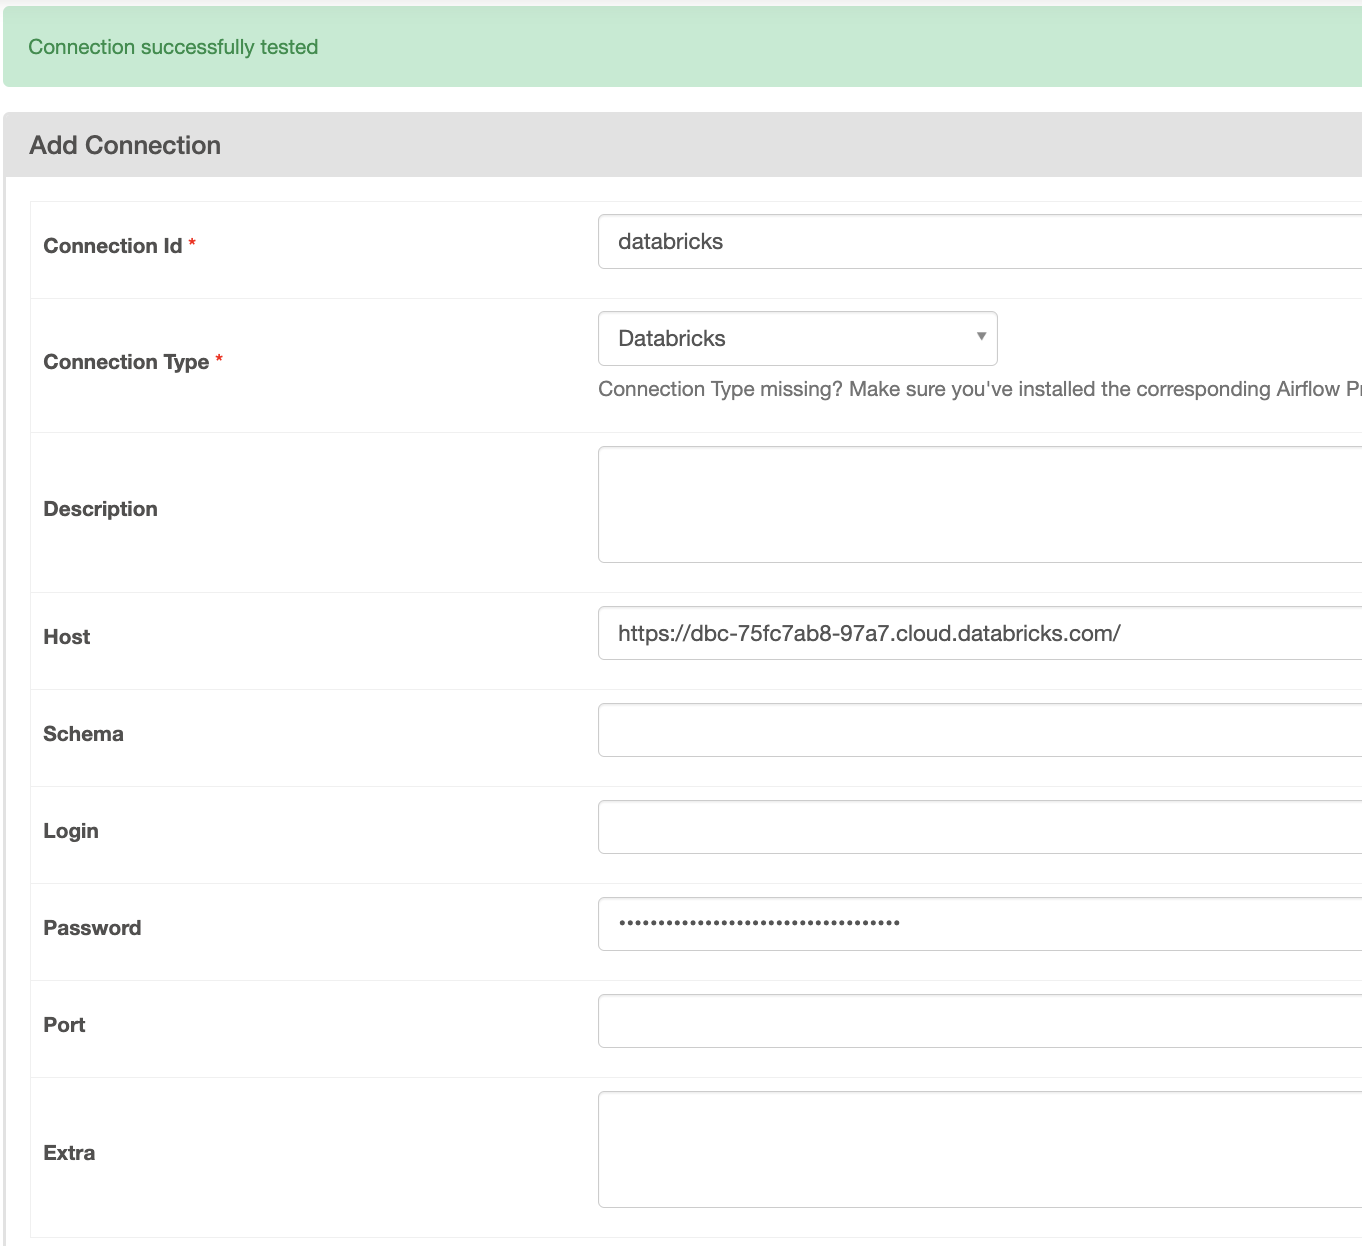 Connection successfully tested
Add Connection
Connection Id *
databricks
Connection Type *
Databricks
Connection Type missing? Make sure you've installed the corresponding Airflow
Description
Host
https://dbc-75fc7ab8-97a7.cloud.databricks.com/
Schema
Login
Password
••••••••••••••••••••••••••••••••••••
Port
Extra